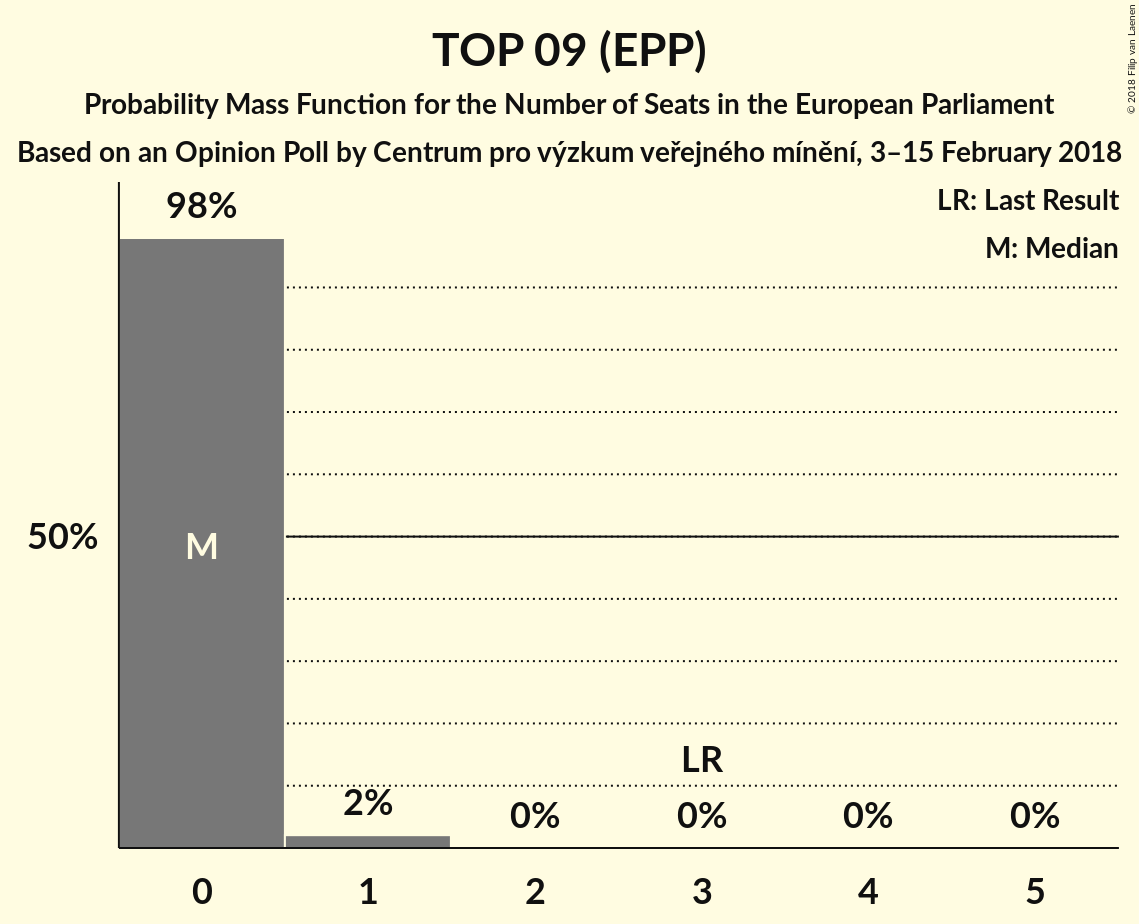 TOP 09 (EPP)
Probability Mass Function for the Number of Seats in the European Parliament
Based on an Opinion Poll by Centrum pro výzkum veřejného mínění, 3–15 February 2018
© 2018 Filip van Laenen
LR: Last Result
M: Median
98%
50%
M
LR
2%
0%
0%
0%
0%
0
1
2
3
4
5